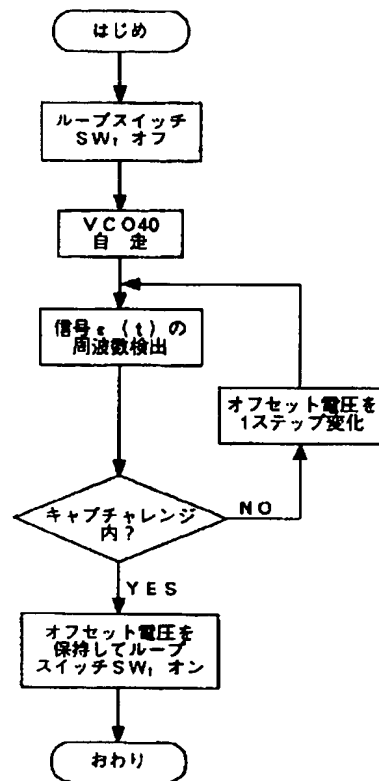 はじめ
ループスイッチ
SW₁ オフ
VCO40
自 走
信号ε(t)の
周波数検出
オフセット電圧を
1ステップ変化
キャプチャレンジ
内?
NO
YES
オフセット電圧を
保持してループ
スイッチSW₁ オン
おわり